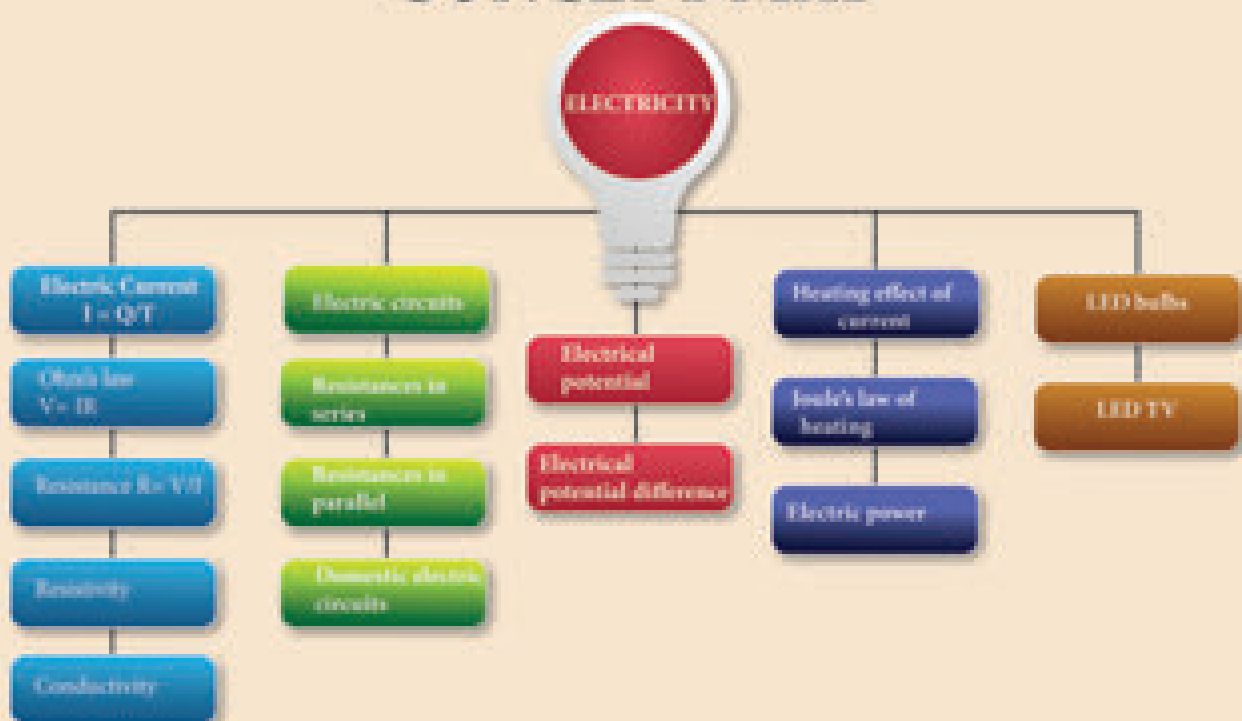 ELECTRICITY
Electric Current
I = Q/T
Ohm's law
V= IR
Resistance R= V/I
Resistivity
Conductivity
Electric circuits
Resistances in
series
Resistances in
parallel
Domestic electric
circuits
Electrical
potential
Electrical
potential difference
Heating effect of
current
Joule's law of
heating
Electric power
LED bulbs
LED TV